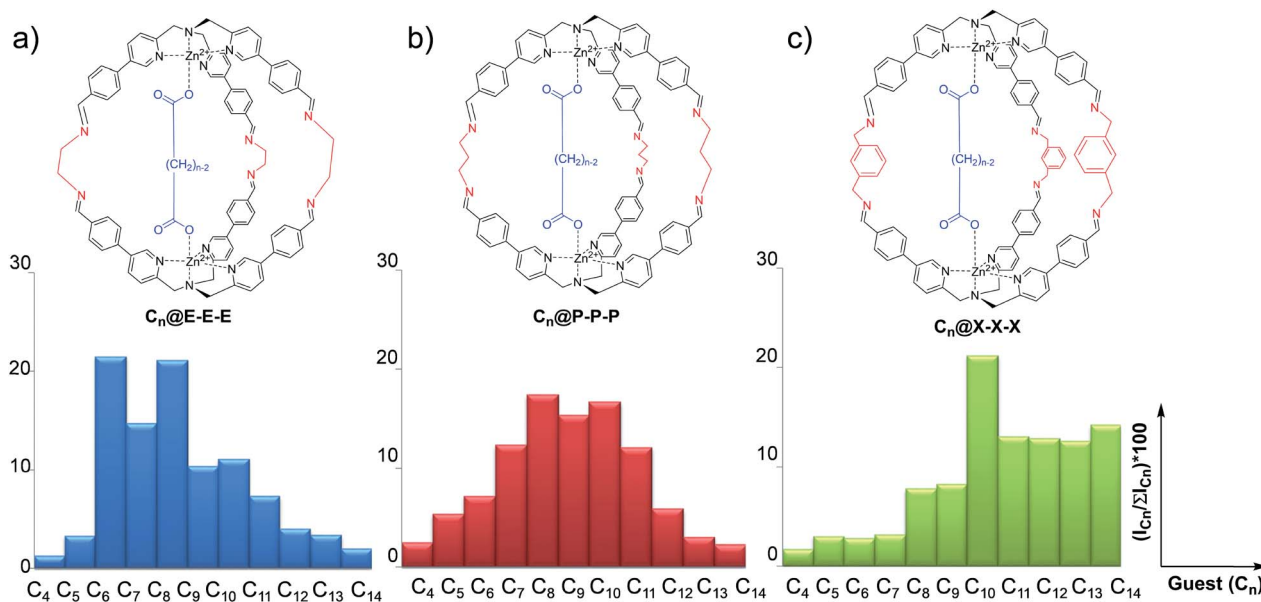 a)
N
Zn²⁺
N
N
N
O
O
N
N
(CH₂)ₙ₋₂
N
N
N
N
O
O
N
N
Zn²⁺
N
N
Cₙ@E-E-E
b)
N
Zn²⁺
N
N
N
O
O
N
N
N
(CH₂)ₙ₋₂
N
N
N
O
O
N
N
Zn²⁺
N
N
Cₙ@P-P-P
c)
N
Zn²⁺
N
N
N
O
O
N
N
N
(CH₂)ₙ₋₂
N
N
N
O
O
N
N
Zn²⁺
N
N
Cₙ@X-X-X
30
20
10
0
C₄ C₅ C₆ C₇ C₈ C₉ C₁₀ C₁₁ C₁₂ C₁₃ C₁₄
30
20
10
0
C₄ C₅ C₆ C₇ C₈ C₉ C₁₀ C₁₁ C₁₂ C₁₃ C₁₄
30
20
10
0
C₄ C₅ C₆ C₇ C₈ C₉ C₁₀ C₁₁ C₁₂ C₁₃ C₁₄
(I_Cn/ΣI_Cn)*100
Guest (Cₙ)